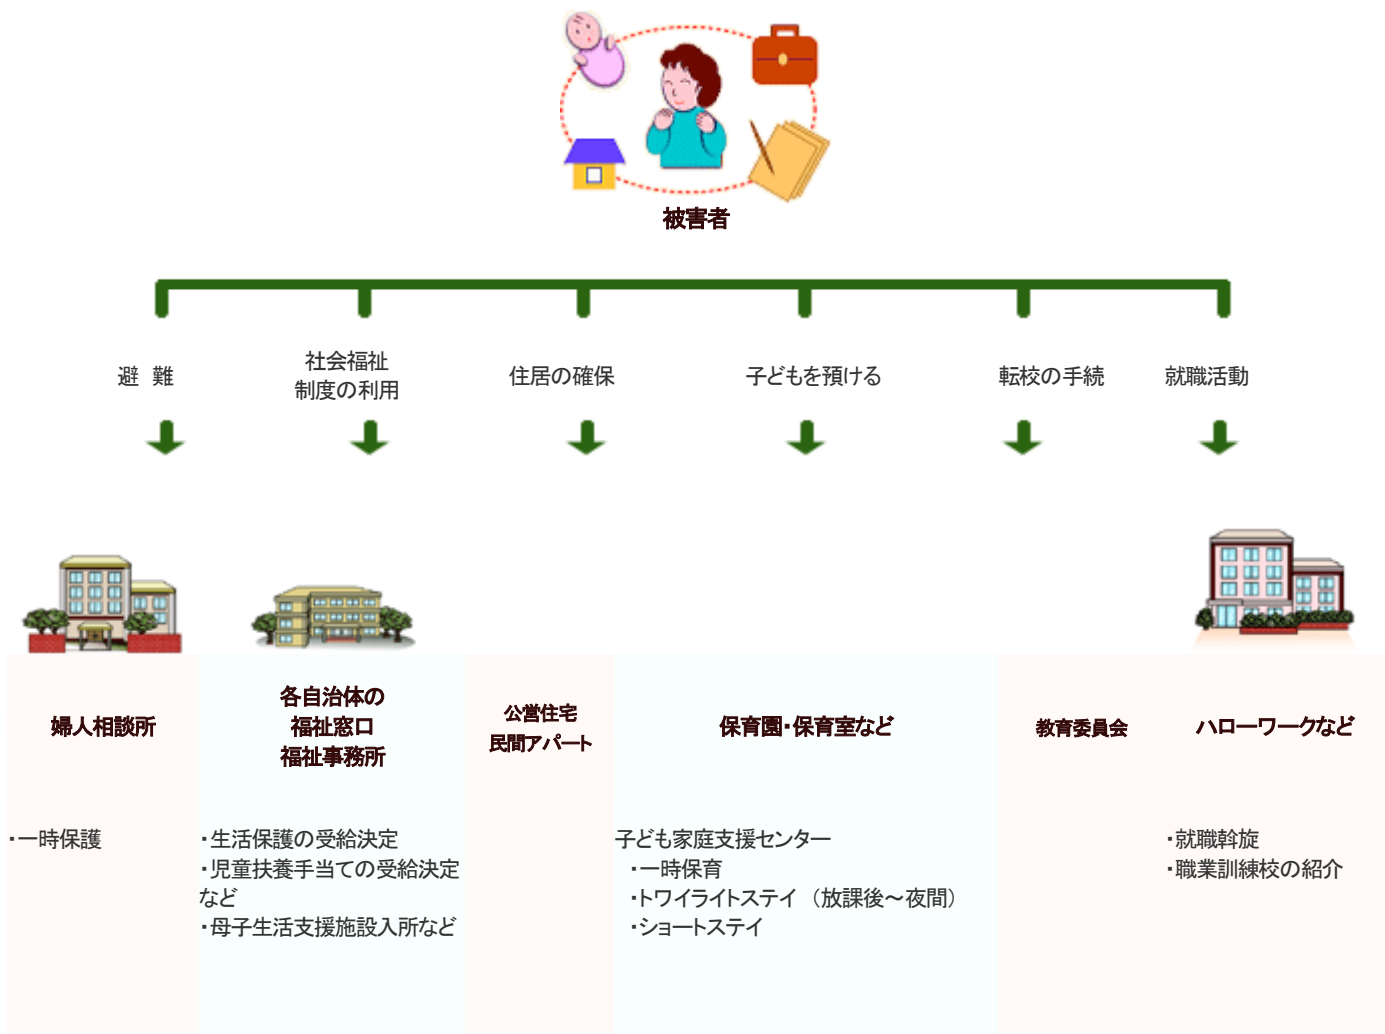 被害者
避　難
社会福祉
制度の利用
住居の確保
子どもを預ける
転校の手続
就職活動
婦人相談所
各自治体の
福祉窓口
福祉事務所
公営住宅
民間アパート
保育園・保育室など
教育委員会
ハローワークなど
・一時保護
・生活保護の受給決定
・児童扶養手当ての受給決定
など
・母子生活支援施設入所など
子ども家庭支援センター
・一時保育
・トワイライトステイ　（放課後～夜間）
・ショートステイ
・就職斡旋
・職業訓練校の紹介